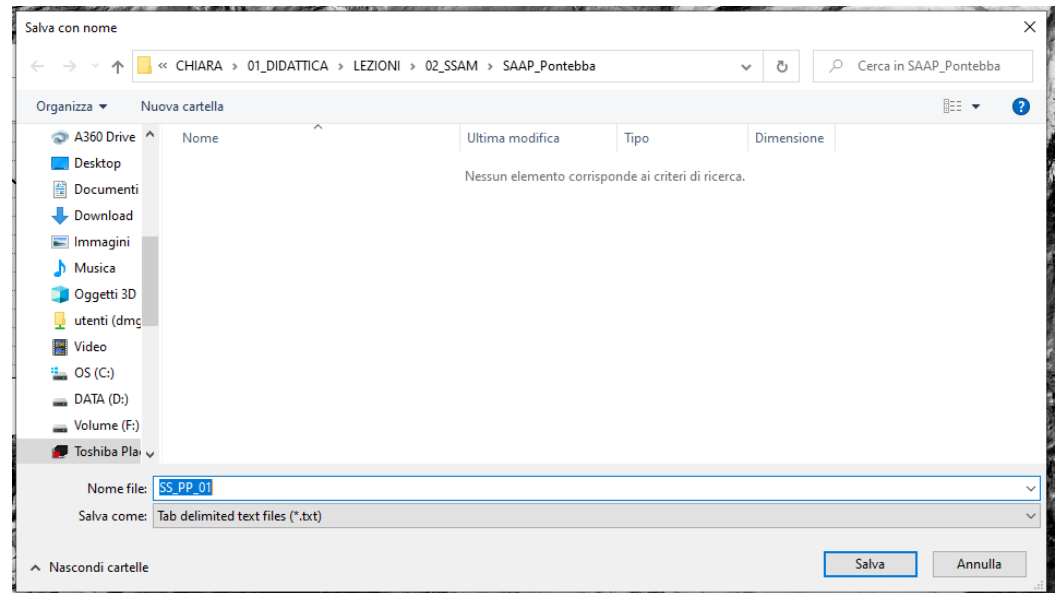 Salva con nome
« CHIARA > 01_DIDATTICA > LEZIONI > 02_SSAM > SAAP_Pontebba
Cerca in SAAP_Pontebba
Organizza
Nuova cartella
Nome
Ultima modifica
Tipo
Dimensione
Nessun elemento corrisponde ai criteri di ricerca.
A360 Drive
Desktop
Documenti
Download
Immagini
Musica
Oggetti 3D
utenti (dmg
Video
OS (C:)
DATA (D:)
Volume (F:)
Toshiba Pla
Nome file: SS_PP_01
Salva come: Tab delimited text files (*.txt)
Nascondi cartelle
Salva
Annulla